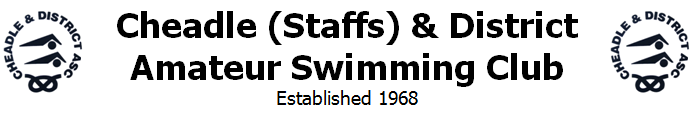 CHEADLE & DISTRICT ASC
Cheadle (Staffs) & District
Amateur Swimming Club
Established 1968
CHEADLE & DISTRICT ASC